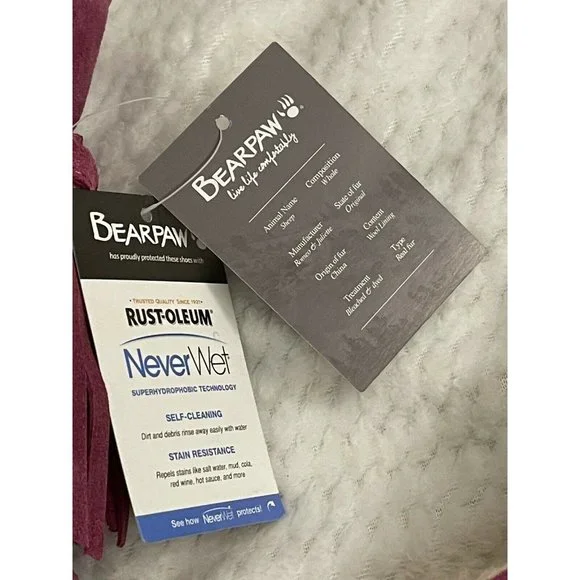 BEARPAW
live life comfortably
Animal Name
Sheep
Composition
Whole
Manufacturer
Romeo & Juliette
State of fur
Original
Origin of fur
China
Content
Wool Lining
Treatment
Bleached & dyed
Type
Real fur
BEARPAW
has proudly protected these shoes with
TRUSTED QUALITY SINCE 1921
RUST-OLEUM®
NeverWet
SUPERHYDROPHOBIC TECHNOLOGY
SELF-CLEANING
Dirt and debris rinse away easily with water
STAIN RESISTANCE
Repels stains like salt water, mud, cola,
red wine, hot sauce, and more
See how NeverWet protects!